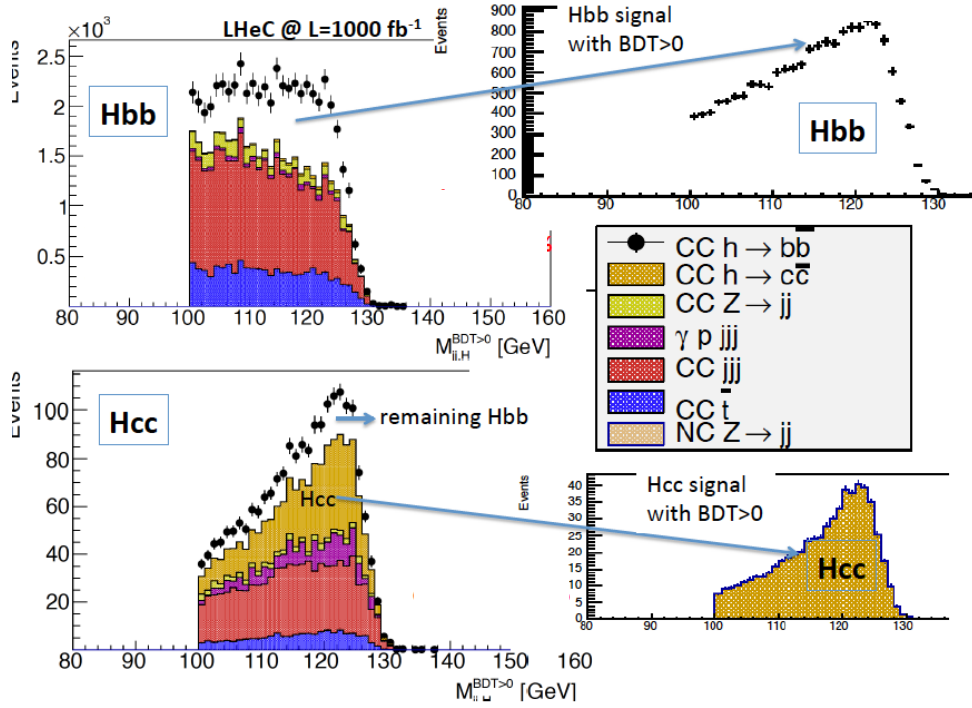 LHeC @ L=1000 fb⁻¹
×10³
Events
2.5
2
1.5
1
0.5
Hbb
80 90 100 110 120 130 140 150 160
M_{jj,H}^{BDT>0} [GeV]
Events
900
800
700
600
500
400
300
200
100
0
Hbb signal
with BDT>0
Hbb
80 90 100 110 120 130
CC h → bb̅
CC h → cc̅
CC Z → jj
γ p jjj
CC jjj
CC t̅
NC Z → jj
Events
100
80
60
40
20
Hcc
remaining Hbb
Hcc
80 90 100 110 120 130 140 150 160
M_{jj,H}^{BDT>0} [GeV]
Events
40
35
30
25
20
15
10
5
0
Hcc signal
with BDT>0
Hcc
80 90 100 110 120 130